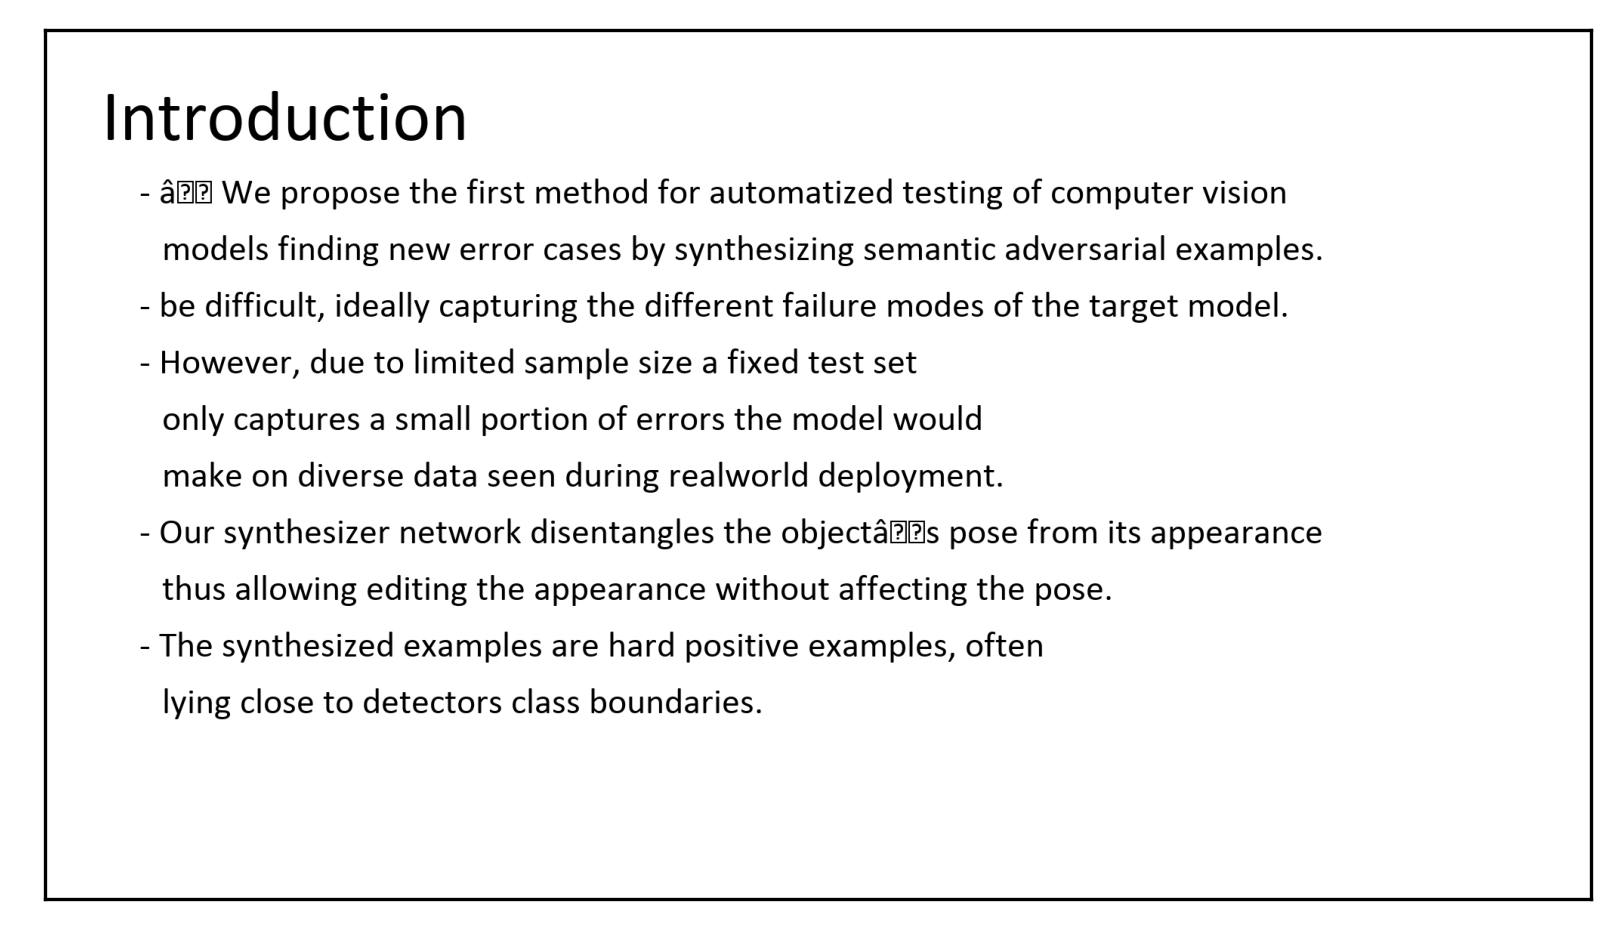 Introduction
- â⍰⍰ We propose the first method for automatized testing of computer vision
models finding new error cases by synthesizing semantic adversarial examples.
- be difficult, ideally capturing the different failure modes of the target model.
- However, due to limited sample size a fixed test set
only captures a small portion of errors the model would
make on diverse data seen during realworld deployment.
- Our synthesizer network disentangles the objectâ⍰⍰s pose from its appearance
thus allowing editing the appearance without affecting the pose.
- The synthesized examples are hard positive examples, often
lying close to detectors class boundaries.